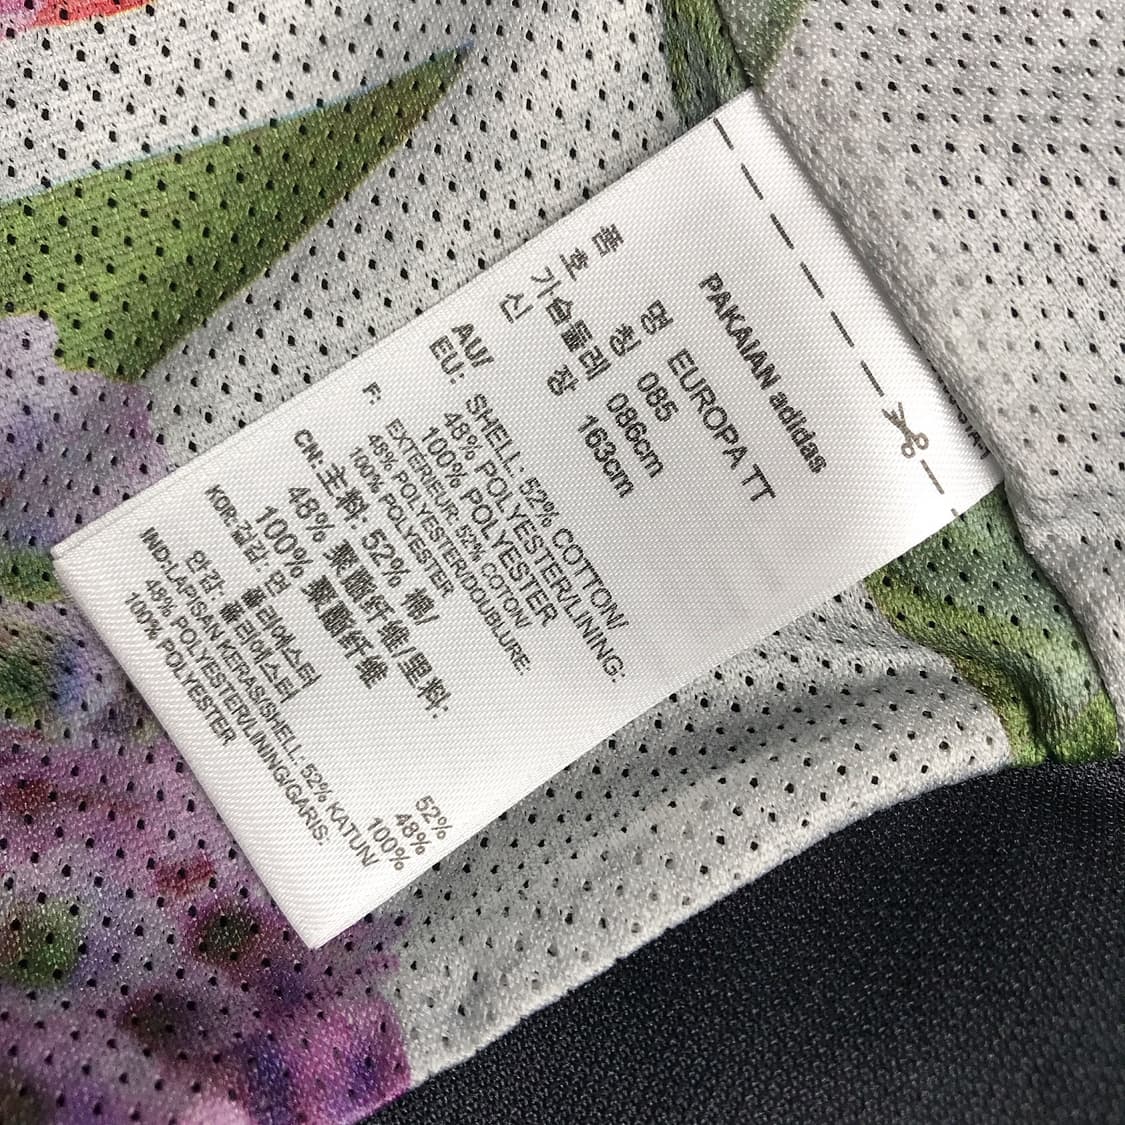 PAKAIAN adidas
품 명 EUROPA TT
호 칭 085
가슴둘레 086cm
신 장 163cm
AU/
EU: SHELL: 52% COTTON/
48% POLYESTER/LINING:
100% POLYESTER
F: EXTERIEUR: 52% COTON/
48% POLYESTER/DOUBLURE:
100% POLYESTER
CN: 主料: 52% 棉/
48% 聚酯纤维/里料:
100% 聚酯纤维
KOR:겉감: 면 52%
폴리에스터 48%
안감: 폴리에스터 100%
IND-LAPISAN KERAS/SHELL: 52% KATUN/
48% POLYESTER/LINING/GARIS:
100% POLYESTER